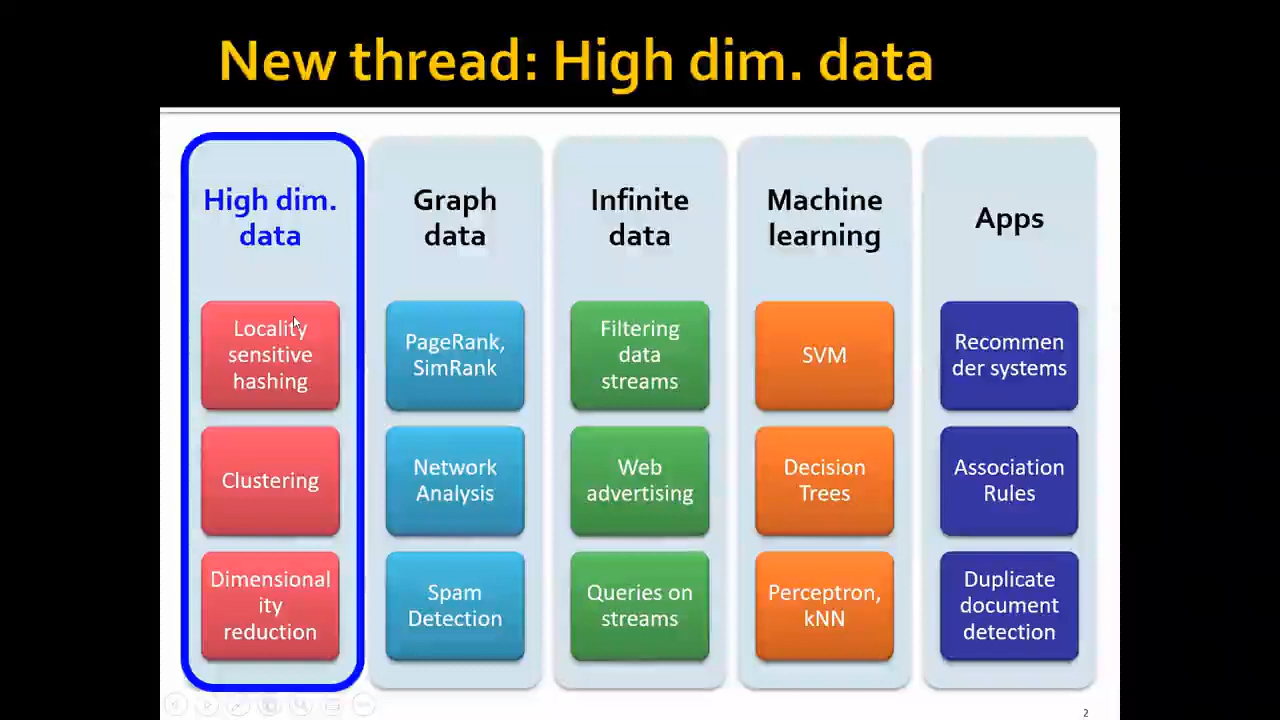 New thread: High dim. data
High dim.
data
Locality
sensitive
hashing
Clustering
Dimensional
ity
reduction
Graph
data
PageRank,
SimRank
Network
Analysis
Spam
Detection
Infinite
data
Filtering
data
streams
Web
advertising
Queries on
streams
Machine
learning
SVM
Decision
Trees
Perceptron,
kNN
Apps
Recommen
der systems
Association
Rules
Duplicate
document
detection
2